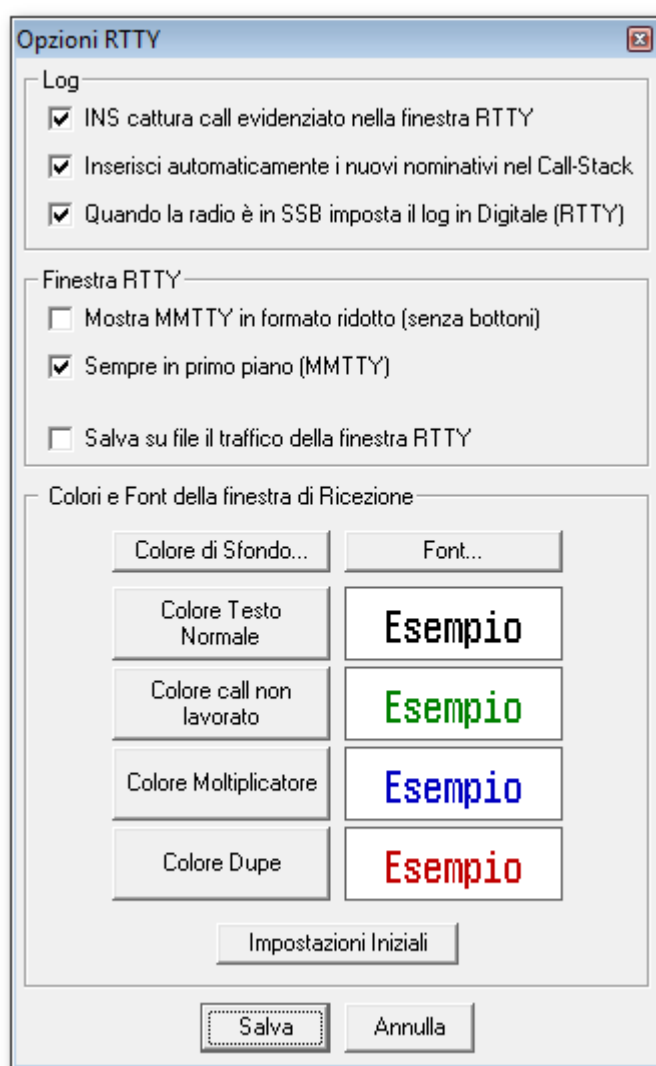 Opzioni RTTY
Log
INS cattura call evidenziato nella finestra RTTY
Inserisci automaticamente i nuovi nominativi nel Call-Stack
Quando la radio è in SSB imposta il log in Digitale (RTTY)
Finestra RTTY
Mostra MMTTY in formato ridotto (senza bottoni)
Sempre in primo piano (MMTTY)
Salva su file il traffico della finestra RTTY
Colori e Font della finestra di Ricezione
Colore di Sfondo... Font...
Colore Testo
Normale
Esempio
Colore call non
lavorato
Esempio
Colore Moltiplicatore Esempio
Colore Dupe Esempio
Impostazioni Iniziali
Salva Annulla